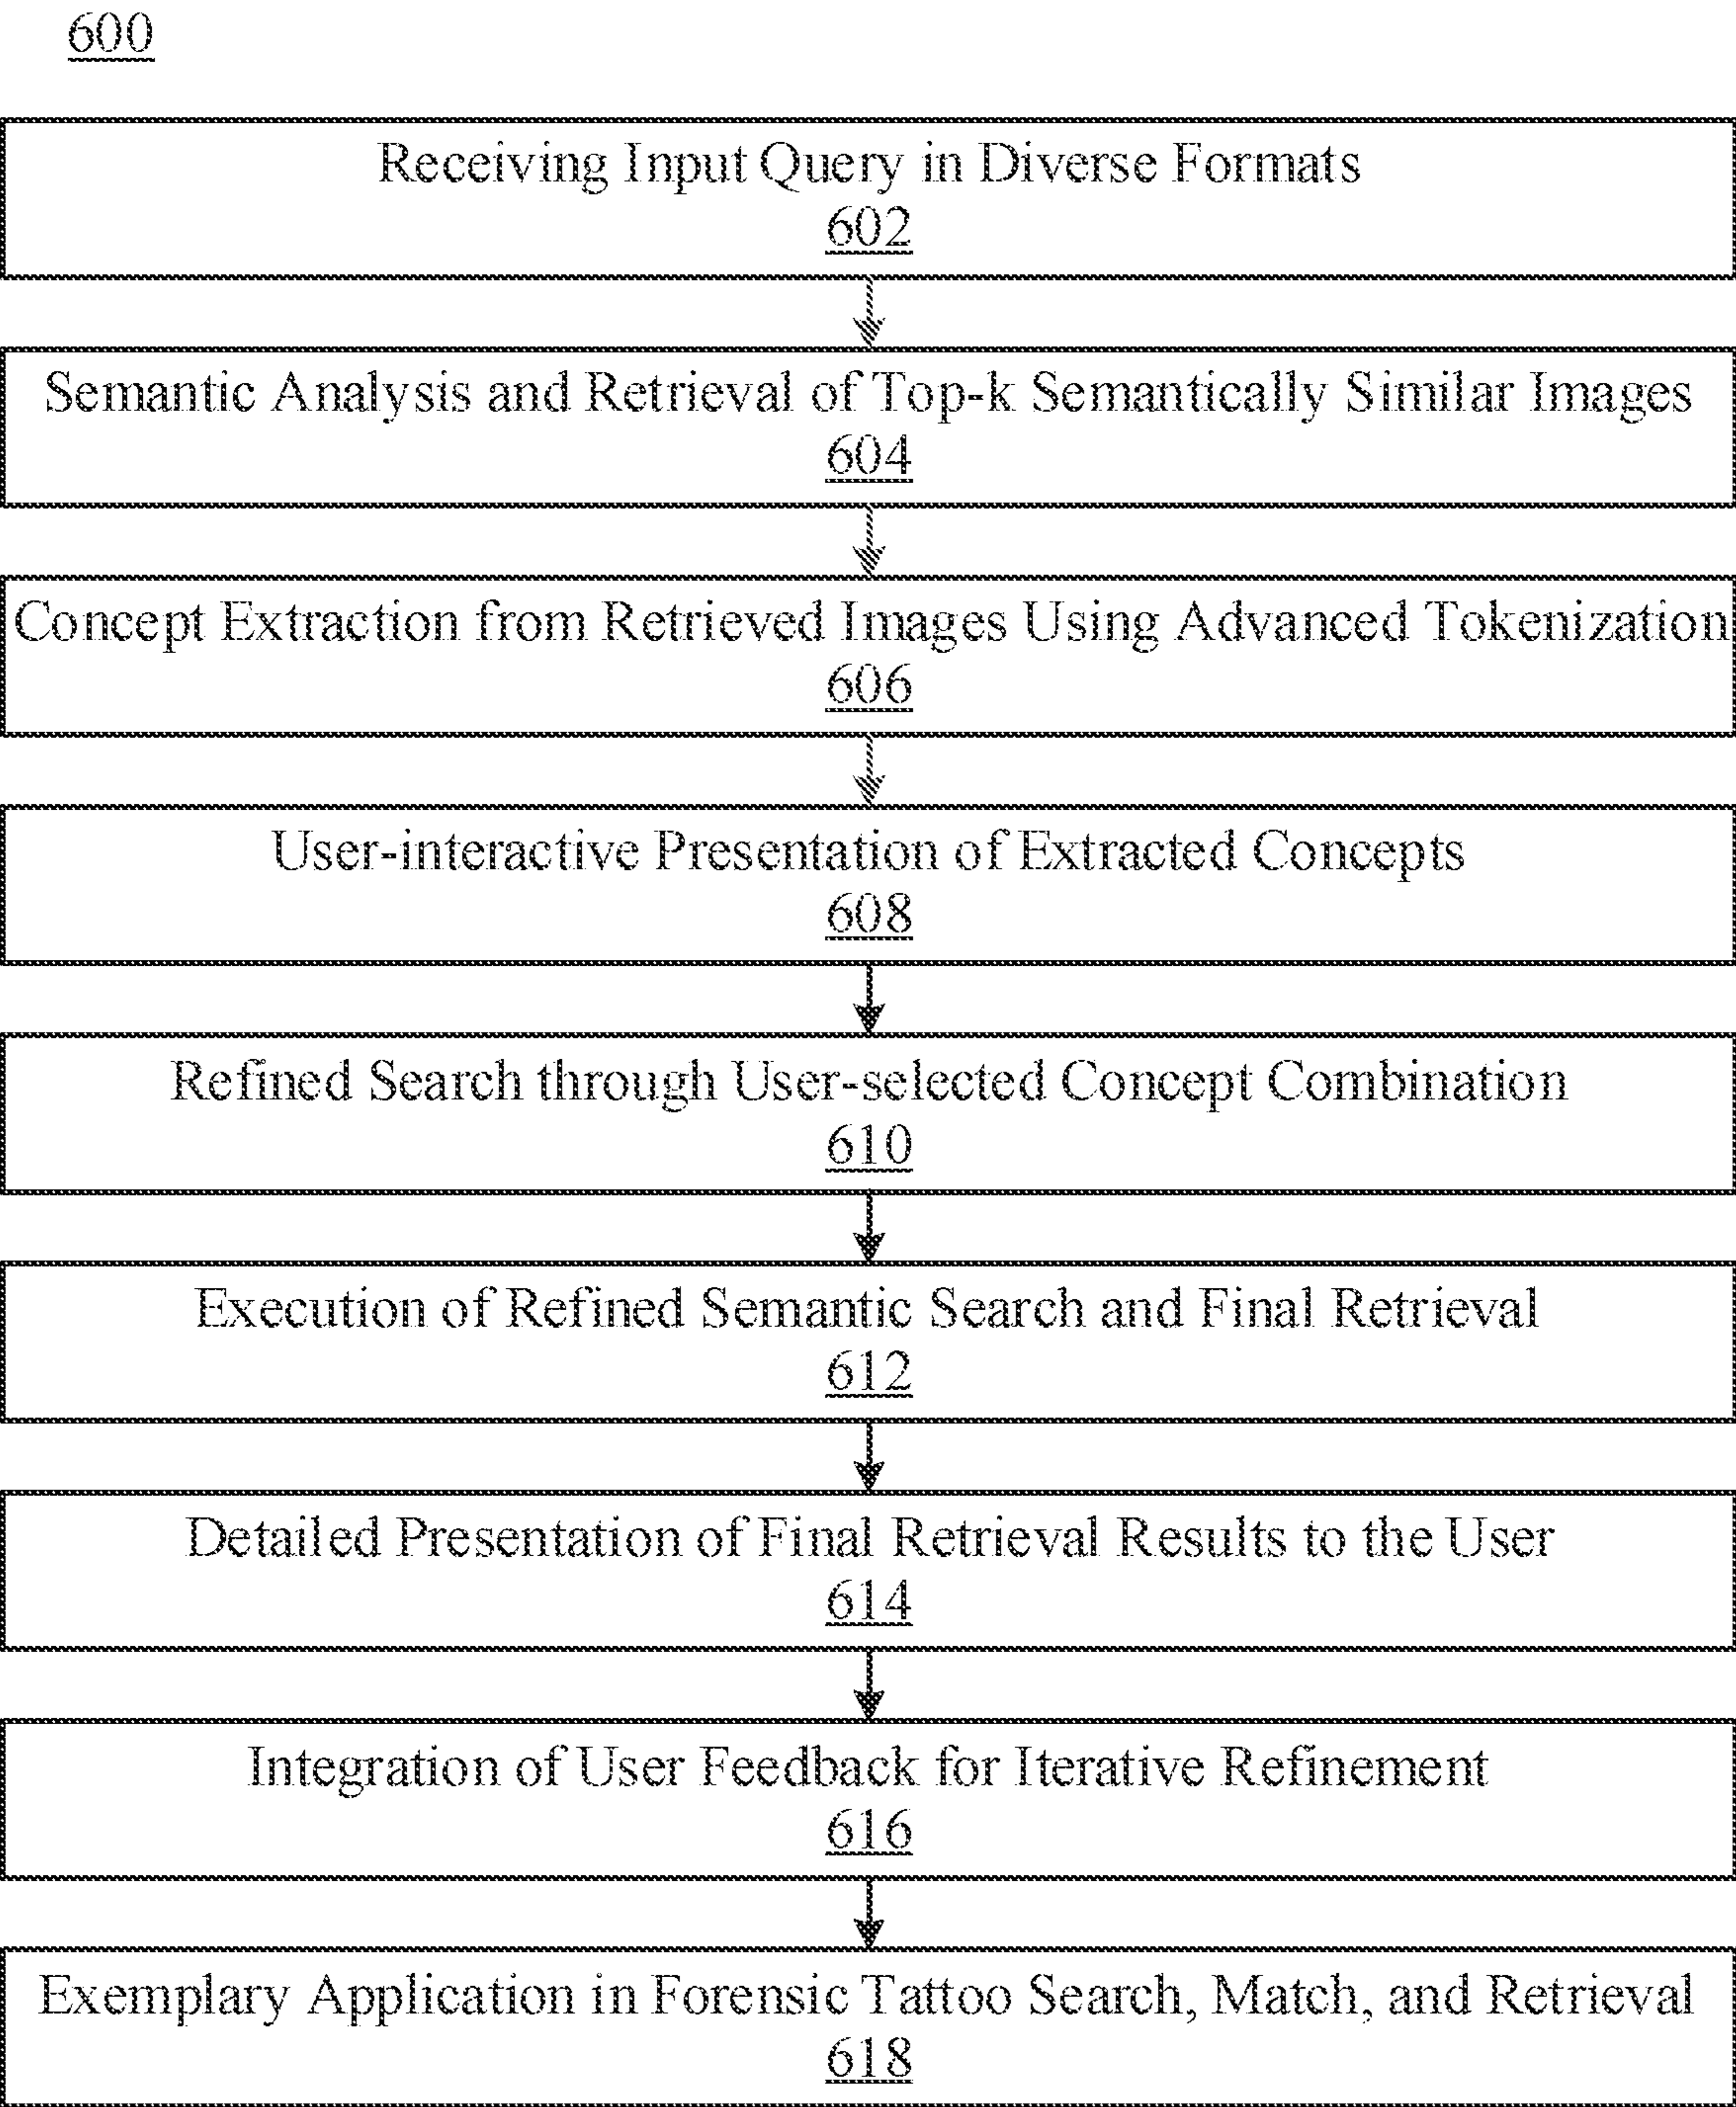 600
Receiving Input Query in Diverse Formats
602
Semantic Analysis and Retrieval of Top-k Semantically Similar Images
604
Concept Extraction from Retrieved Images Using Advanced Tokenization
606
User-interactive Presentation of Extracted Concepts
608
Refined Search through User-selected Concept Combination
610
Execution of Refined Semantic Search and Final Retrieval
612
Detailed Presentation of Final Retrieval Results to the User
614
Integration of User Feedback for Iterative Refinement
616
Exemplary Application in Forensic Tattoo Search, Match, and Retrieval
618